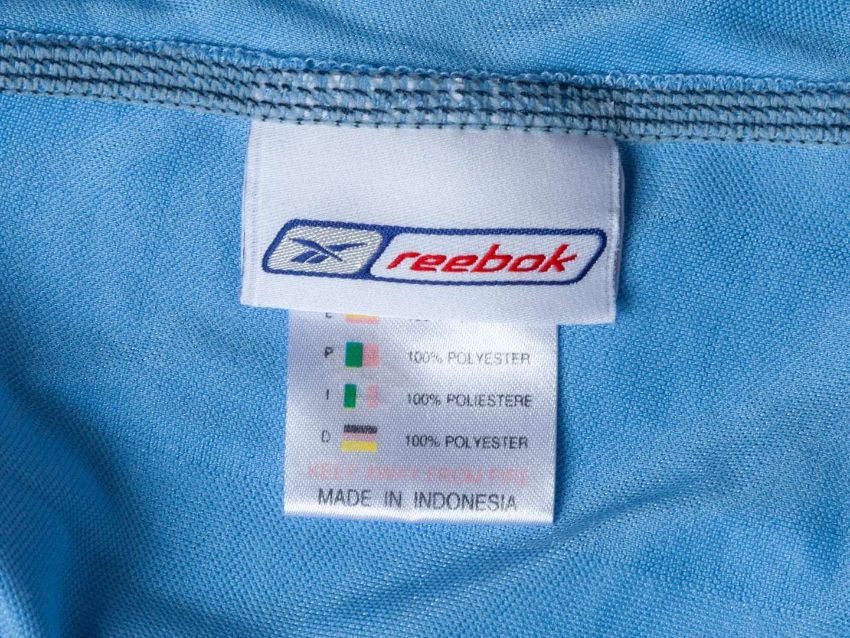 reebok
P 100% POLYESTER
I 100% POLIESTERE
D 100% POLYESTER
KEEP AWAY FROM FIRE
MADE IN INDONESIA